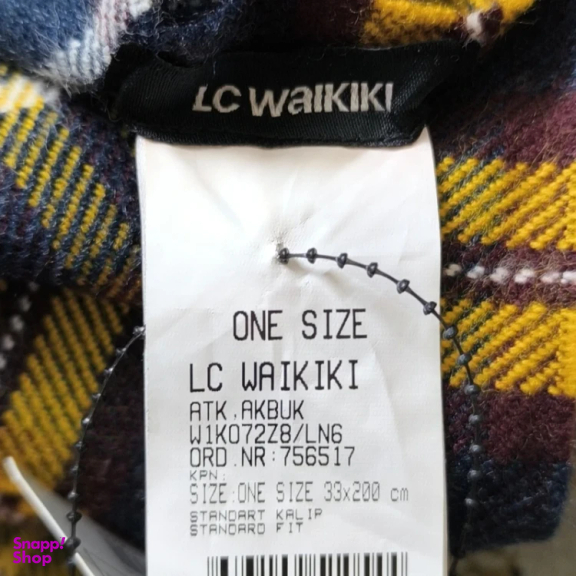 LC WAIKIKI
ONE SIZE
LC WAIKIKI
ATK.AKBUK
W1K072Z8/LN6
ORD.NR:756517
KPN:
SIZE:ONE SIZE 33x200 cm
STANDART KALIP
STANDARD FIT
Snapp!
Shop